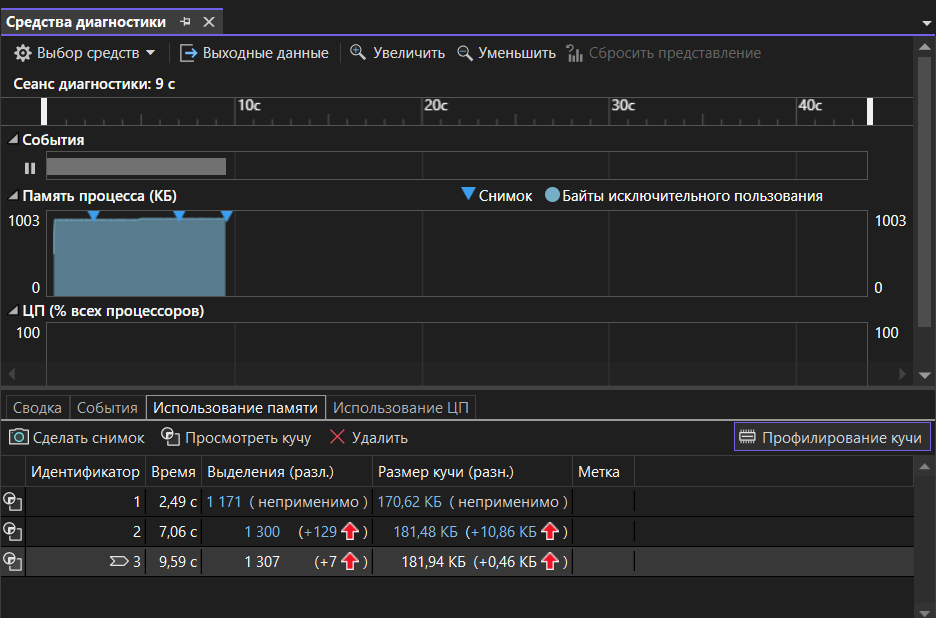 Средства диагностики
Выбор средств Выходные данные Увеличить Уменьшить Сбросить представление
Сеанс диагностики: 9 с
10с 20с 30с 40с
События
Память процесса (КБ) Снимок Байты исключительного пользования
1003 1003
0 0
ЦП (% всех процессоров)
100 100
Сводка События Использование памяти Использование ЦП
Сделать снимок Просмотреть кучу Удалить Профилирование кучи
Идентификатор Время Выделения (разл.) Размер кучи (разн.) Метка
1 2,49 с 1 171 ( неприменимо ) 170,62 КБ ( неприменимо )
2 7,06 с 1 300 (+129 ) 181,48 КБ (+10,86 КБ )
3 9,59 с 1 307 (+7 ) 181,94 КБ (+0,46 КБ )